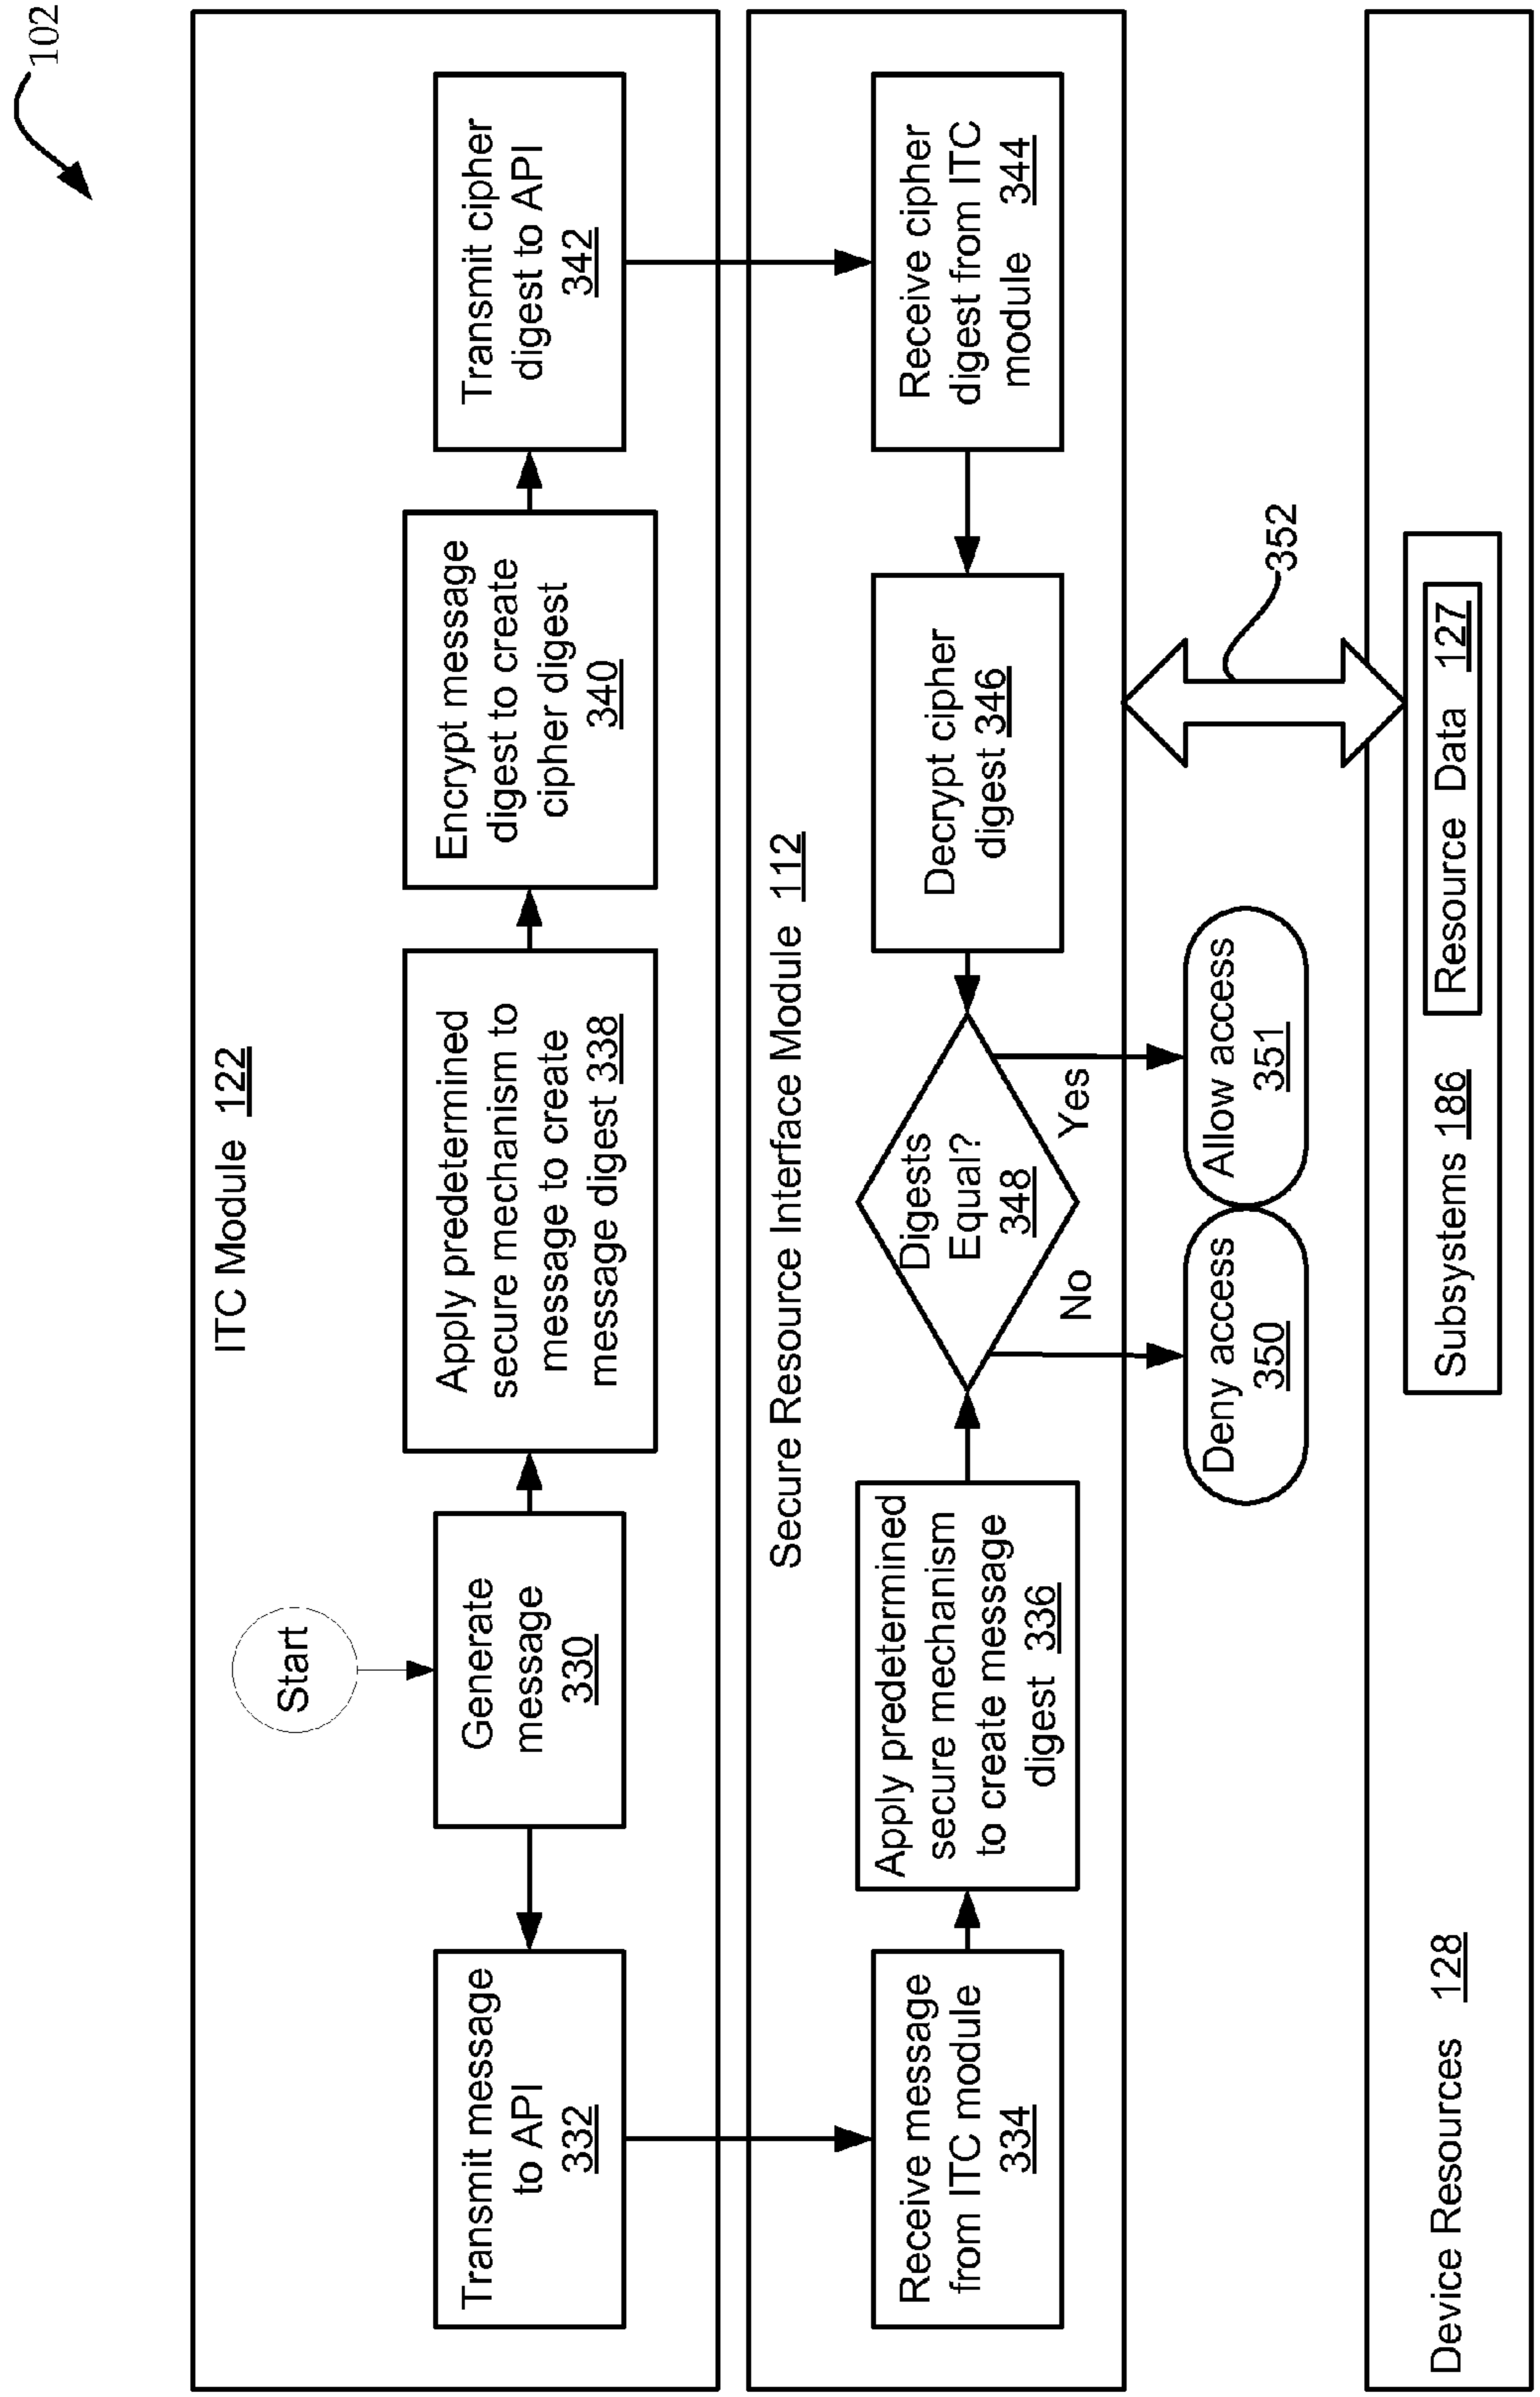 102
ITC Module 122
Start
Transmit message
to API
332
Generate
message
330
Apply predetermined
secure mechanism to
message to create
message digest 338
Encrypt message
digest to create
cipher digest
340
Transmit cipher
digest to API
342
Secure Resource Interface Module 112
Receive message
from ITC module
334
Apply predetermined
secure mechanism
to create message
digest 336
Digests
Equal?
348
No
Yes
Decrypt cipher
digest 346
Receive cipher
digest from ITC
module 344
Deny access
350
Allow access
351
352
Device Resources 128
Subsystems 186
Resource Data 127